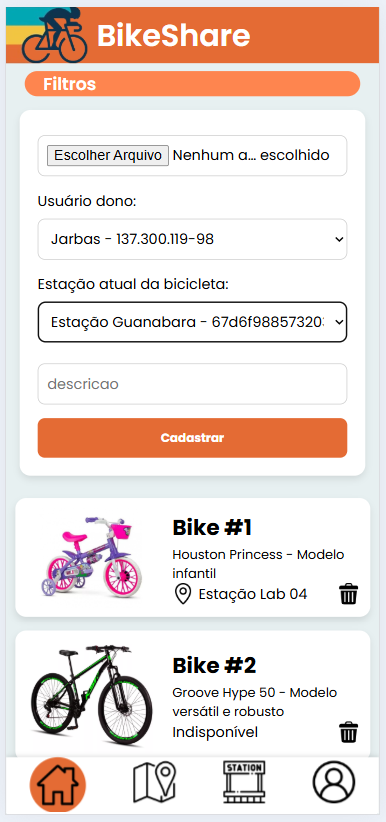 BikeShare
Filtros
Escolher Arquivo Nenhum a... escolhido
Usuário dono:
Jarbas - 137.300.119-98
Estação atual da bicicleta:
Estação Guanabara - 67d6f98857320
descricao
Cadastrar
Bike #1
Houston Princess - Modelo
infantil
Estação Lab 04
Bike #2
Groove Hype 50 - Modelo
versátil e robusto
Indisponível
STATION